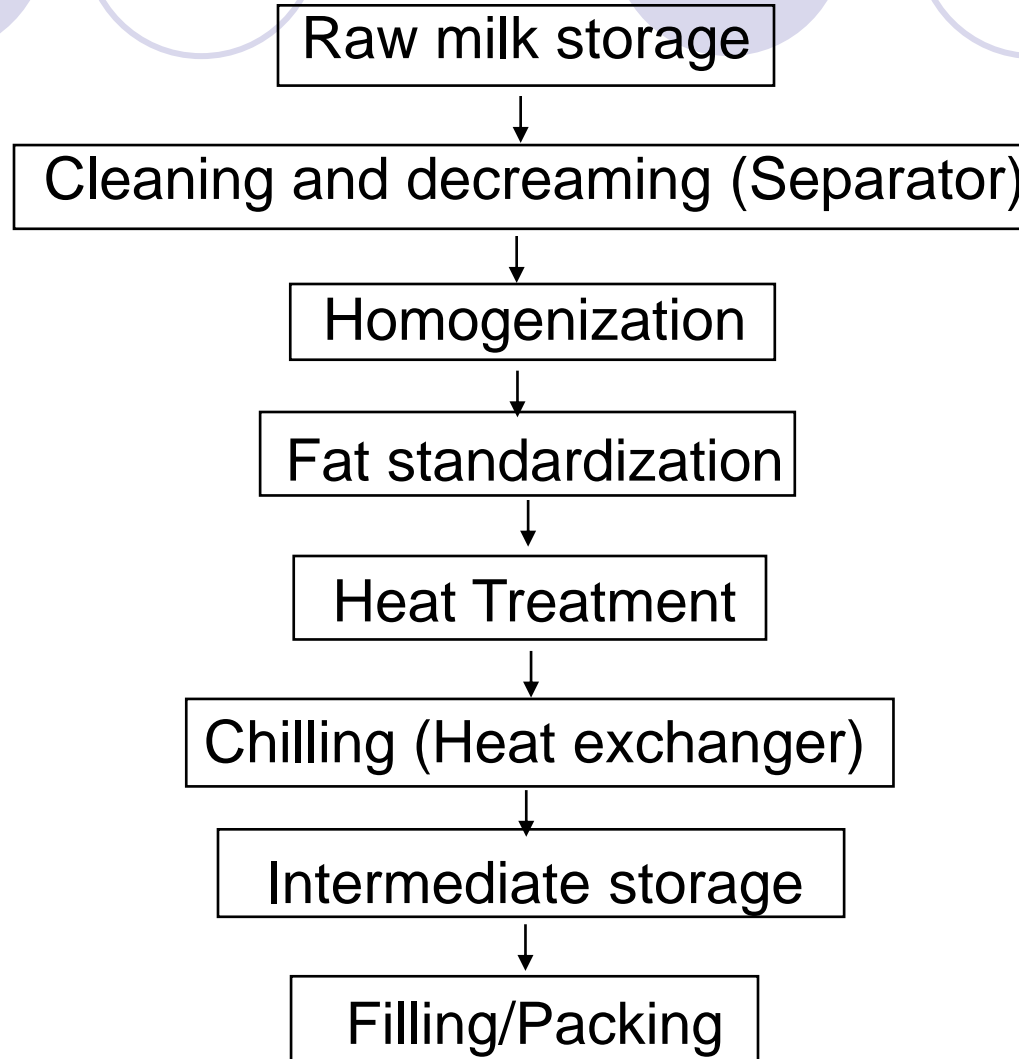 Raw milk storage
Cleaning and decreaming (Separator)
Homogenization
Fat standardization
Heat Treatment
Chilling (Heat exchanger)
Intermediate storage
Filling/Packing